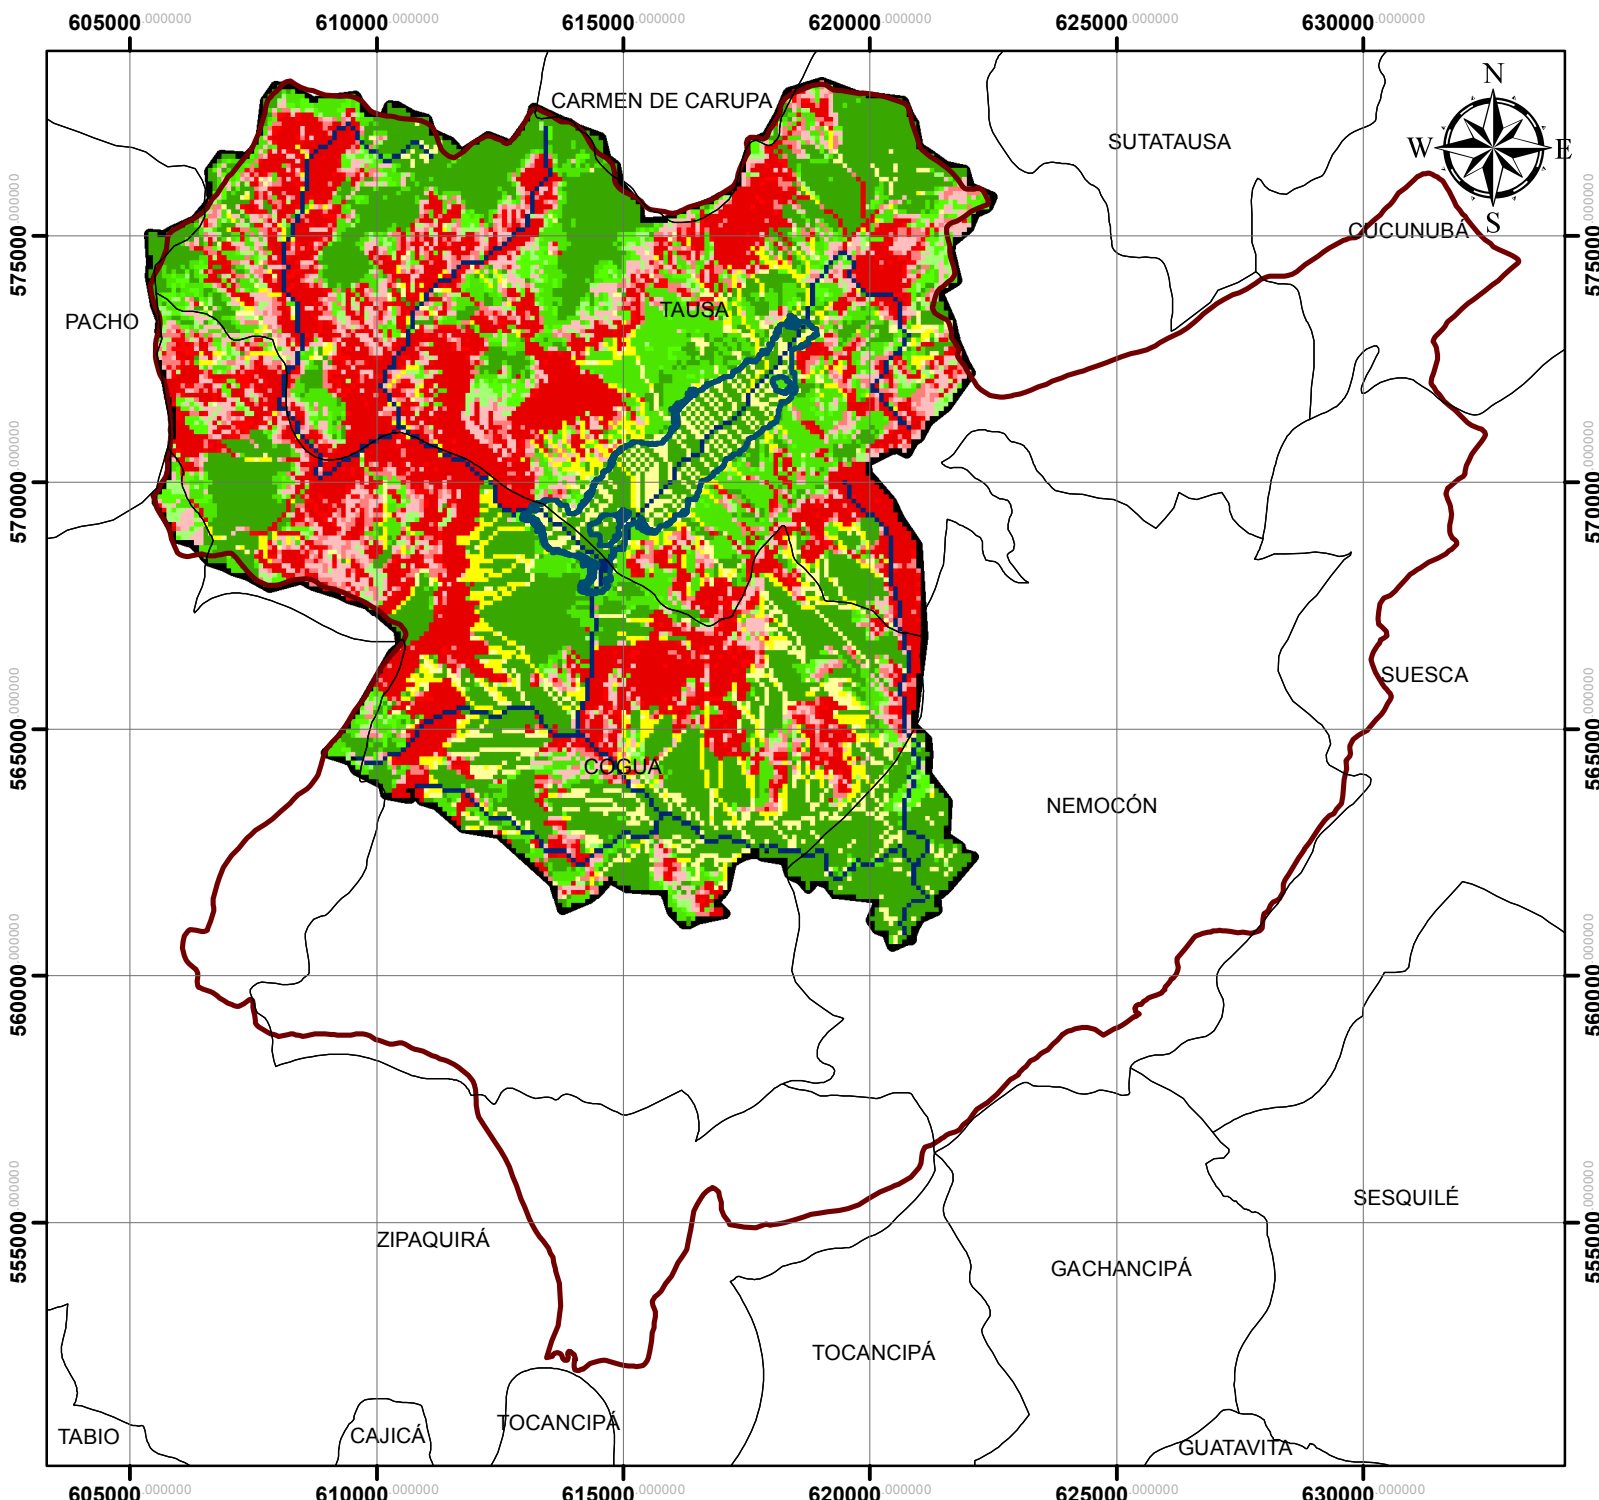 605000.000000 610000.000000 615000.000000 620000.000000 625000.000000 630000.000000
N
W E
S
CARMEN DE CARUPA
SUTATAUSA
CUCUNUBÁ
575000.000000 575000.000000
PACHO
TAUSA
570000.000000 570000.000000
SUESCA
565000.000000 565000.000000
COGUA
NEMOCÓN
560000.000000 560000.000000
SESQUILÉ
555000.000000 555000.000000
ZIPAQUIRÁ
GACHANCIPÁ
TOCANCIPÁ
TOCANCIPÁ
TABIO
CAJICÁ
GUATAVITA
605000.000000 610000.000000 615000.000000 620000.000000 625000.000000 630000.000000